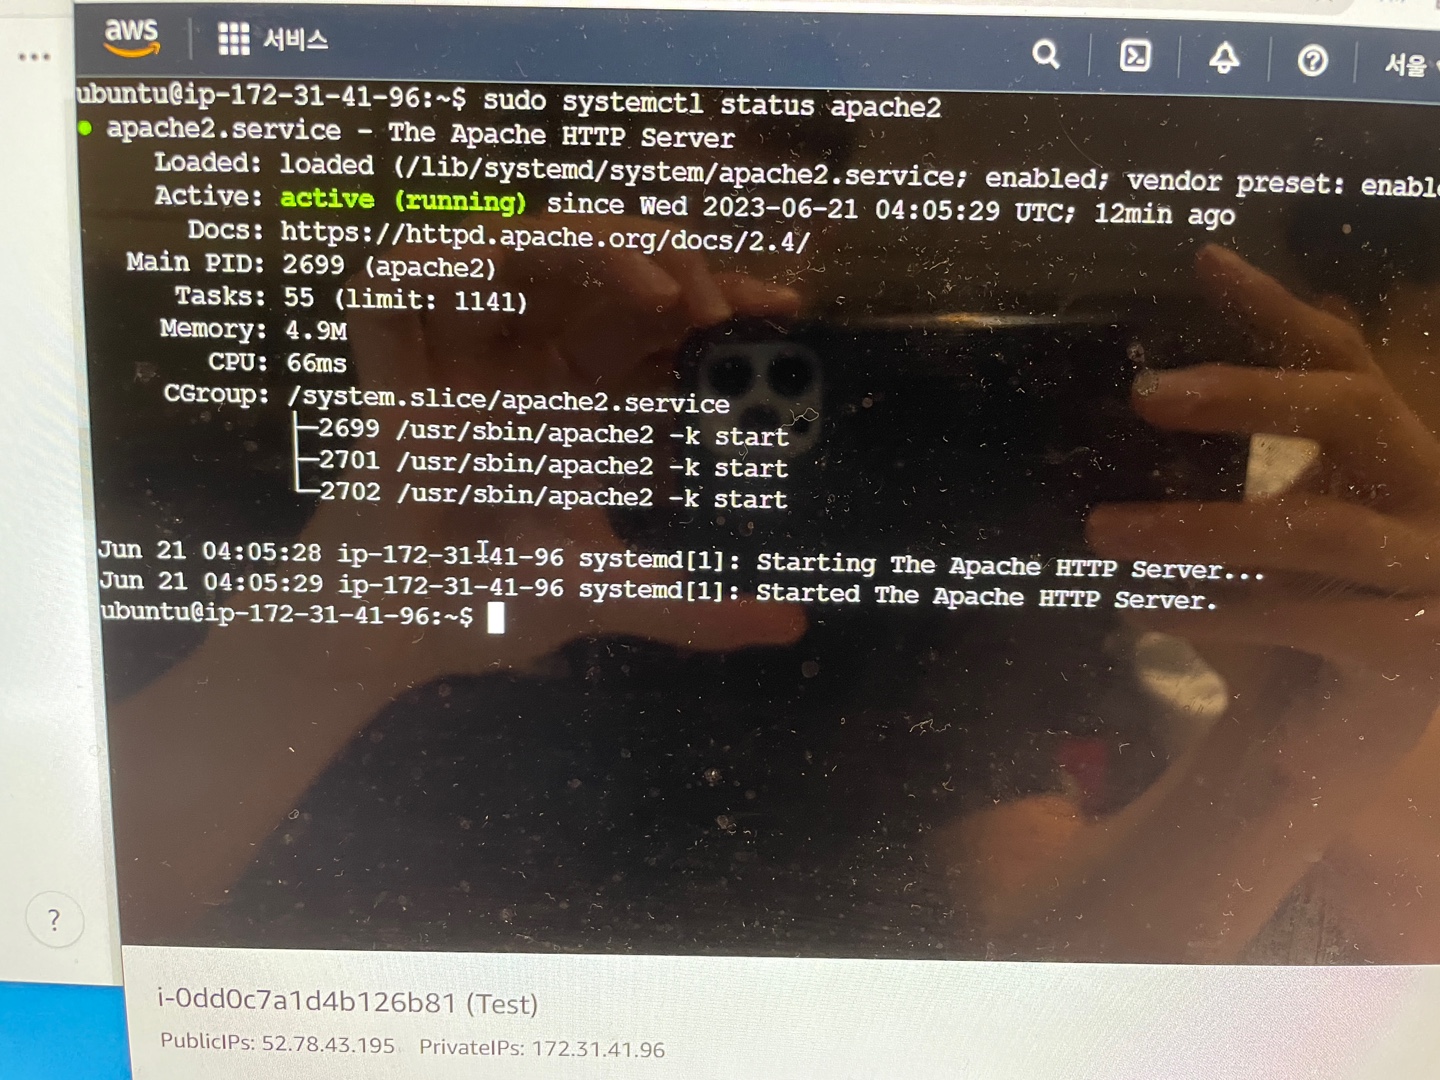 aws 서비스 서울
ubuntu@ip-172-31-41-96:~$ sudo systemctl status apache2
● apache2.service - The Apache HTTP Server
Loaded: loaded (/lib/systemd/system/apache2.service; enabled; vendor preset: enabl
Active: active (running) since Wed 2023-06-21 04:05:29 UTC; 12min ago
Docs: https://httpd.apache.org/docs/2.4/
Main PID: 2699 (apache2)
Tasks: 55 (limit: 1141)
Memory: 4.9M
CPU: 66ms
CGroup: /system.slice/apache2.service
├─2699 /usr/sbin/apache2 -k start
├─2701 /usr/sbin/apache2 -k start
└─2702 /usr/sbin/apache2 -k start
Jun 21 04:05:28 ip-172-31-41-96 systemd[1]: Starting The Apache HTTP Server...
Jun 21 04:05:29 ip-172-31-41-96 systemd[1]: Started The Apache HTTP Server.
ubuntu@ip-172-31-41-96:~$
?
i-0dd0c7a1d4b126b81 (Test)
PublicIPs: 52.78.43.195 PrivateIPs: 172.31.41.96